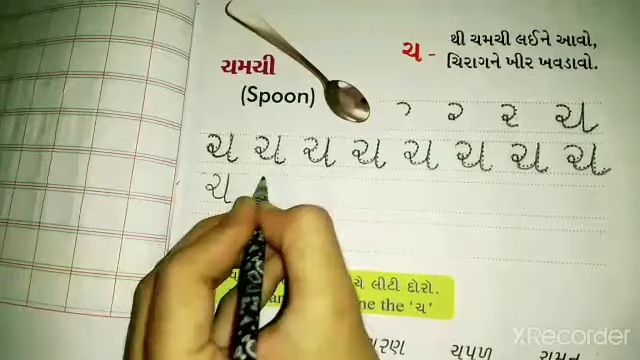 ચ - થી ચમચી લઈને આવો,
ચિરાગને ખીર ખવડાવો.
ચમચી
(Spoon)
ચ
ચ ચ ચ ચ ચ ચ ચ ચ
ચ
લીટી દોરો.
the 'ચ'
ચપળ
XRecorder